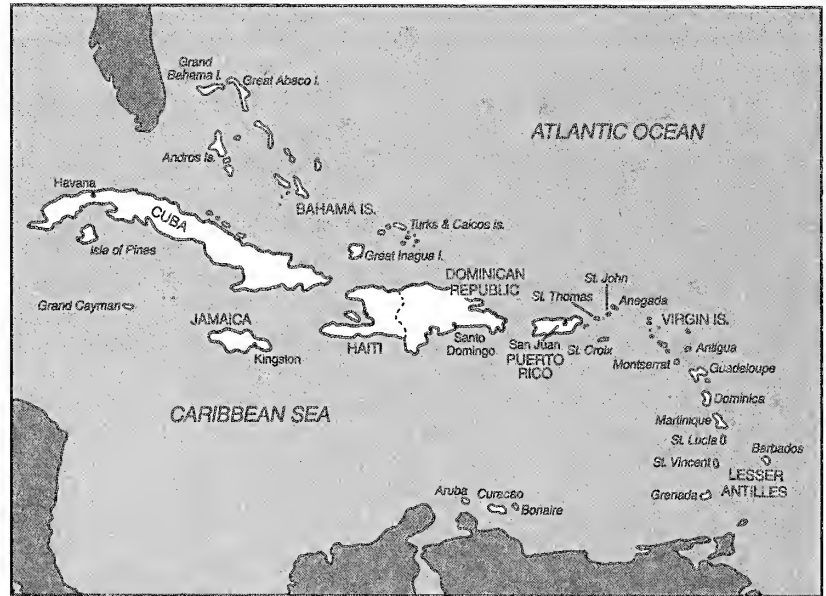 Grand
Bahama I.
Great Abaco I.
ATLANTIC OCEAN
Andros Is.
Havana
CUBA
BAHAMA IS.
Isle of Pines
Turks & Caicos Is.
Great Inagua I.
DOMINICAN
REPUBLIC
St. John
St. Thomas
Anegada
Grand Cayman
JAMAICA
VIRGIN IS.
Kingston
HAITI
Santo
Domingo
San Juan
PUERTO
RICO
St. Croix
Antigua
Montserrat
Guadeloupe
Dominica
CARIBBEAN SEA
Martinique
St. Lucia
Barbados
St. Vincent
LESSER
ANTILLES
Grenada
Aruba
Curacao
Bonaire